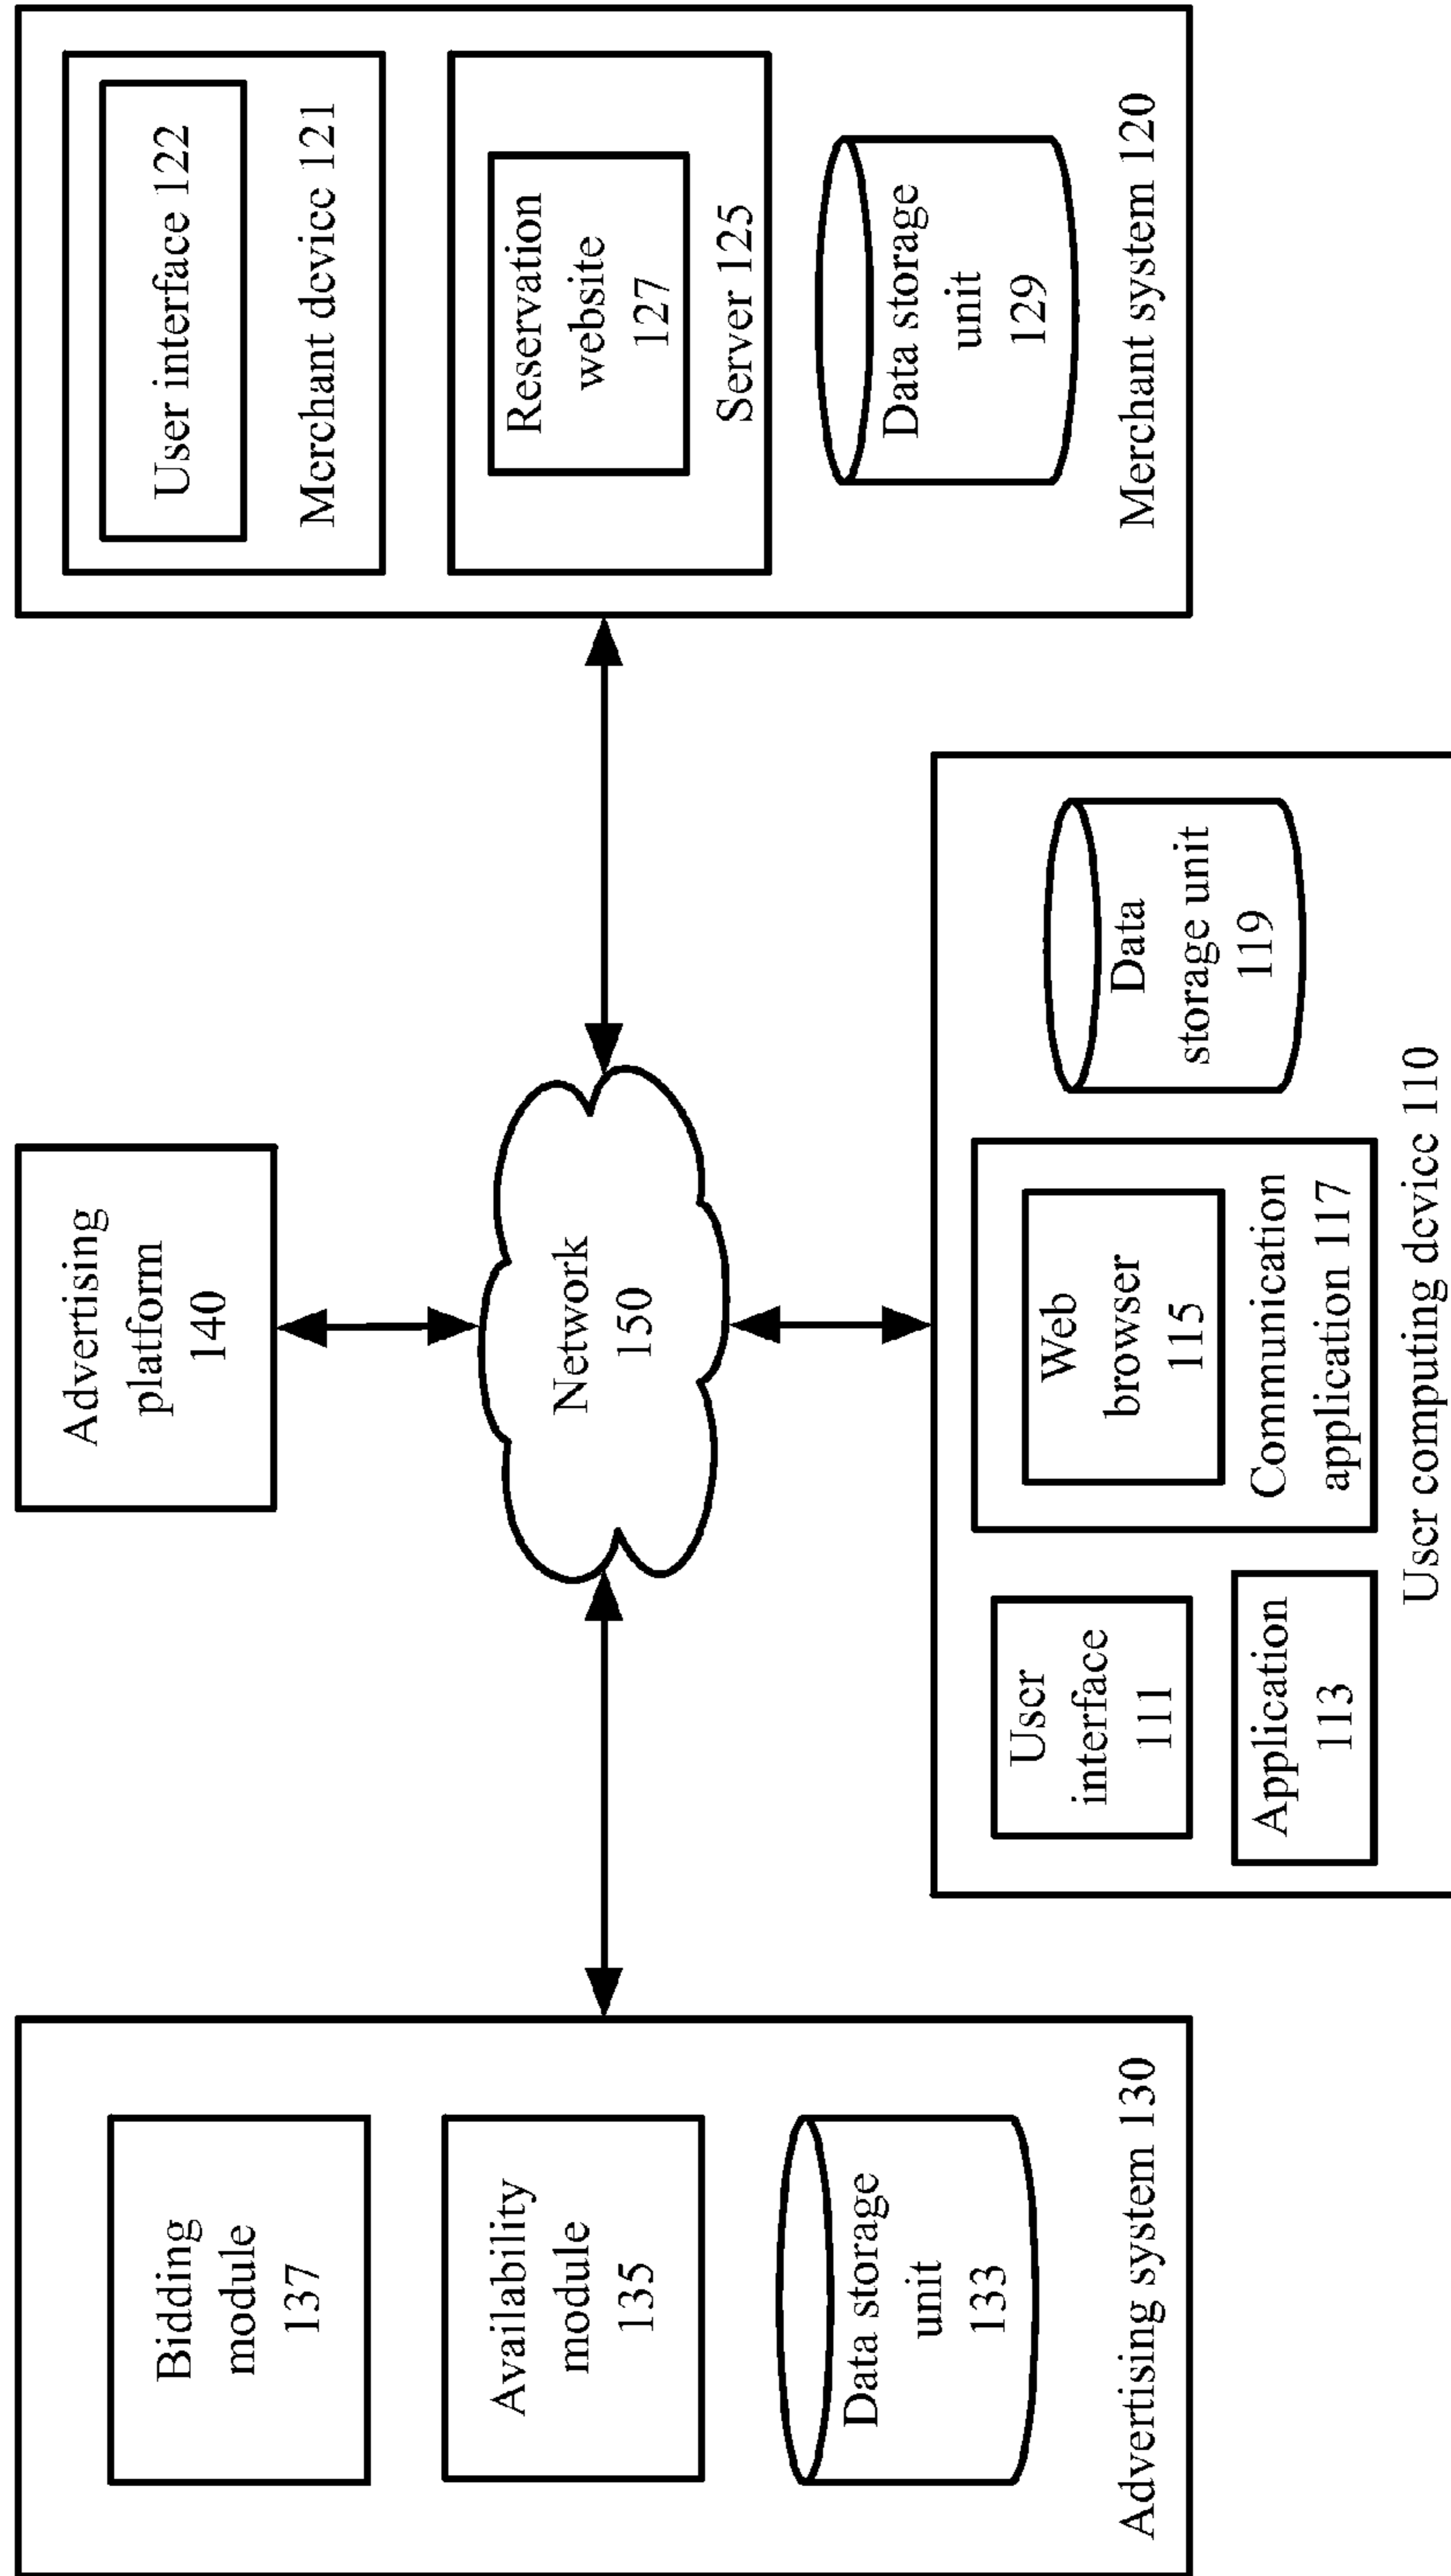 Bidding
module
137
Availability
module
135
Data storage
unit
133
Advertising system 130
Advertising
platform
140
Network
150
User interface 122
Merchant device 121
Reservation
website
127
Server 125
Data storage
unit
129
Merchant system 120
User
interface
111
Application
113
Web
browser
115
Communication
application 117
Data
storage unit
119
User computing device 110